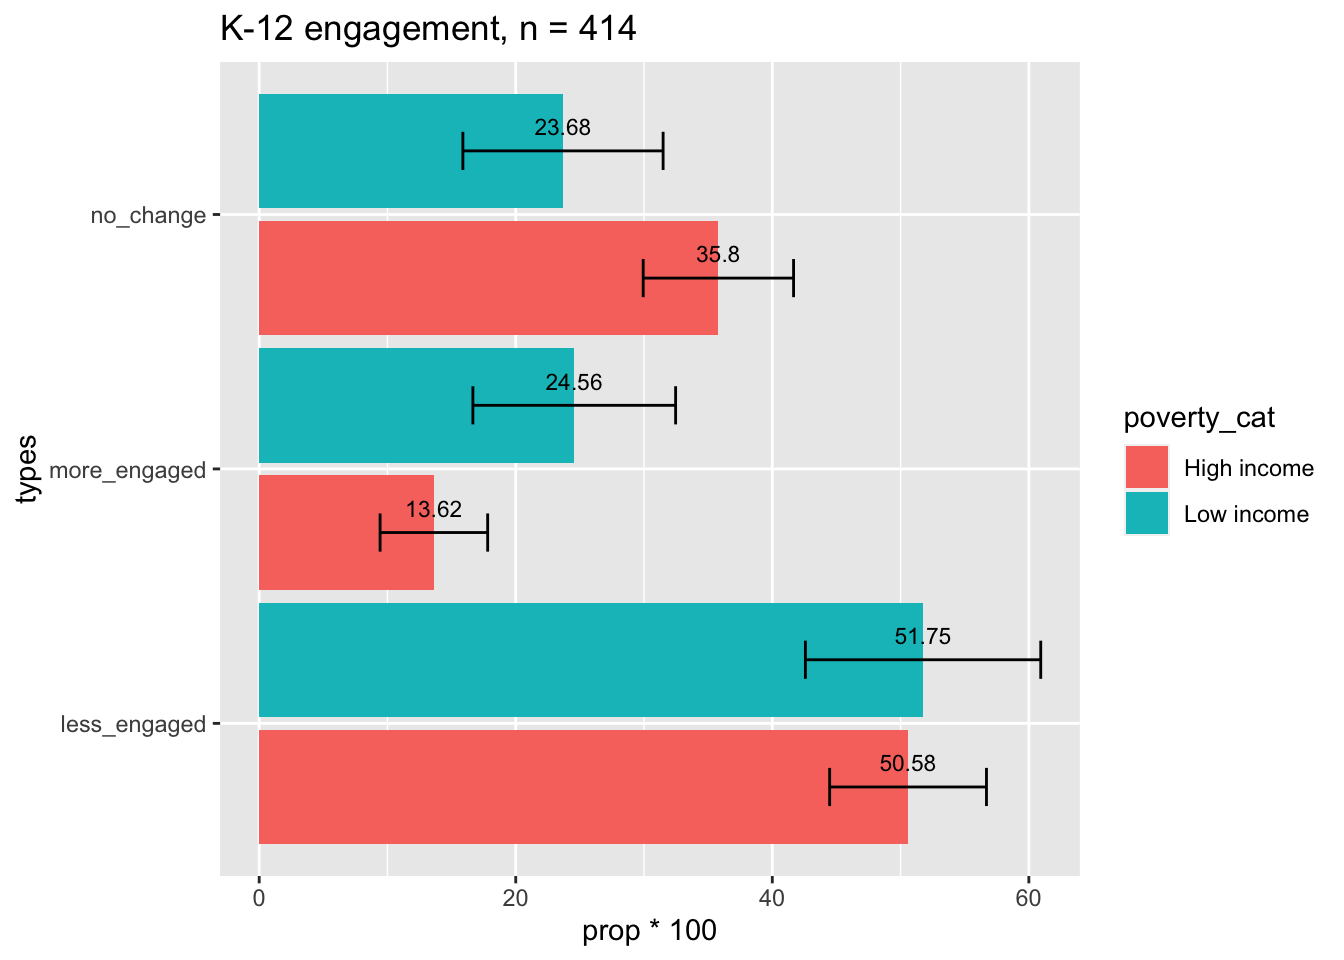 K-12 engagement, n = 414
23.68
no_change
35.8
24.56
types
more_engaged
13.62
51.75
less_engaged
50.58
0 20 40 60
prop * 100
poverty_cat
High income
Low income